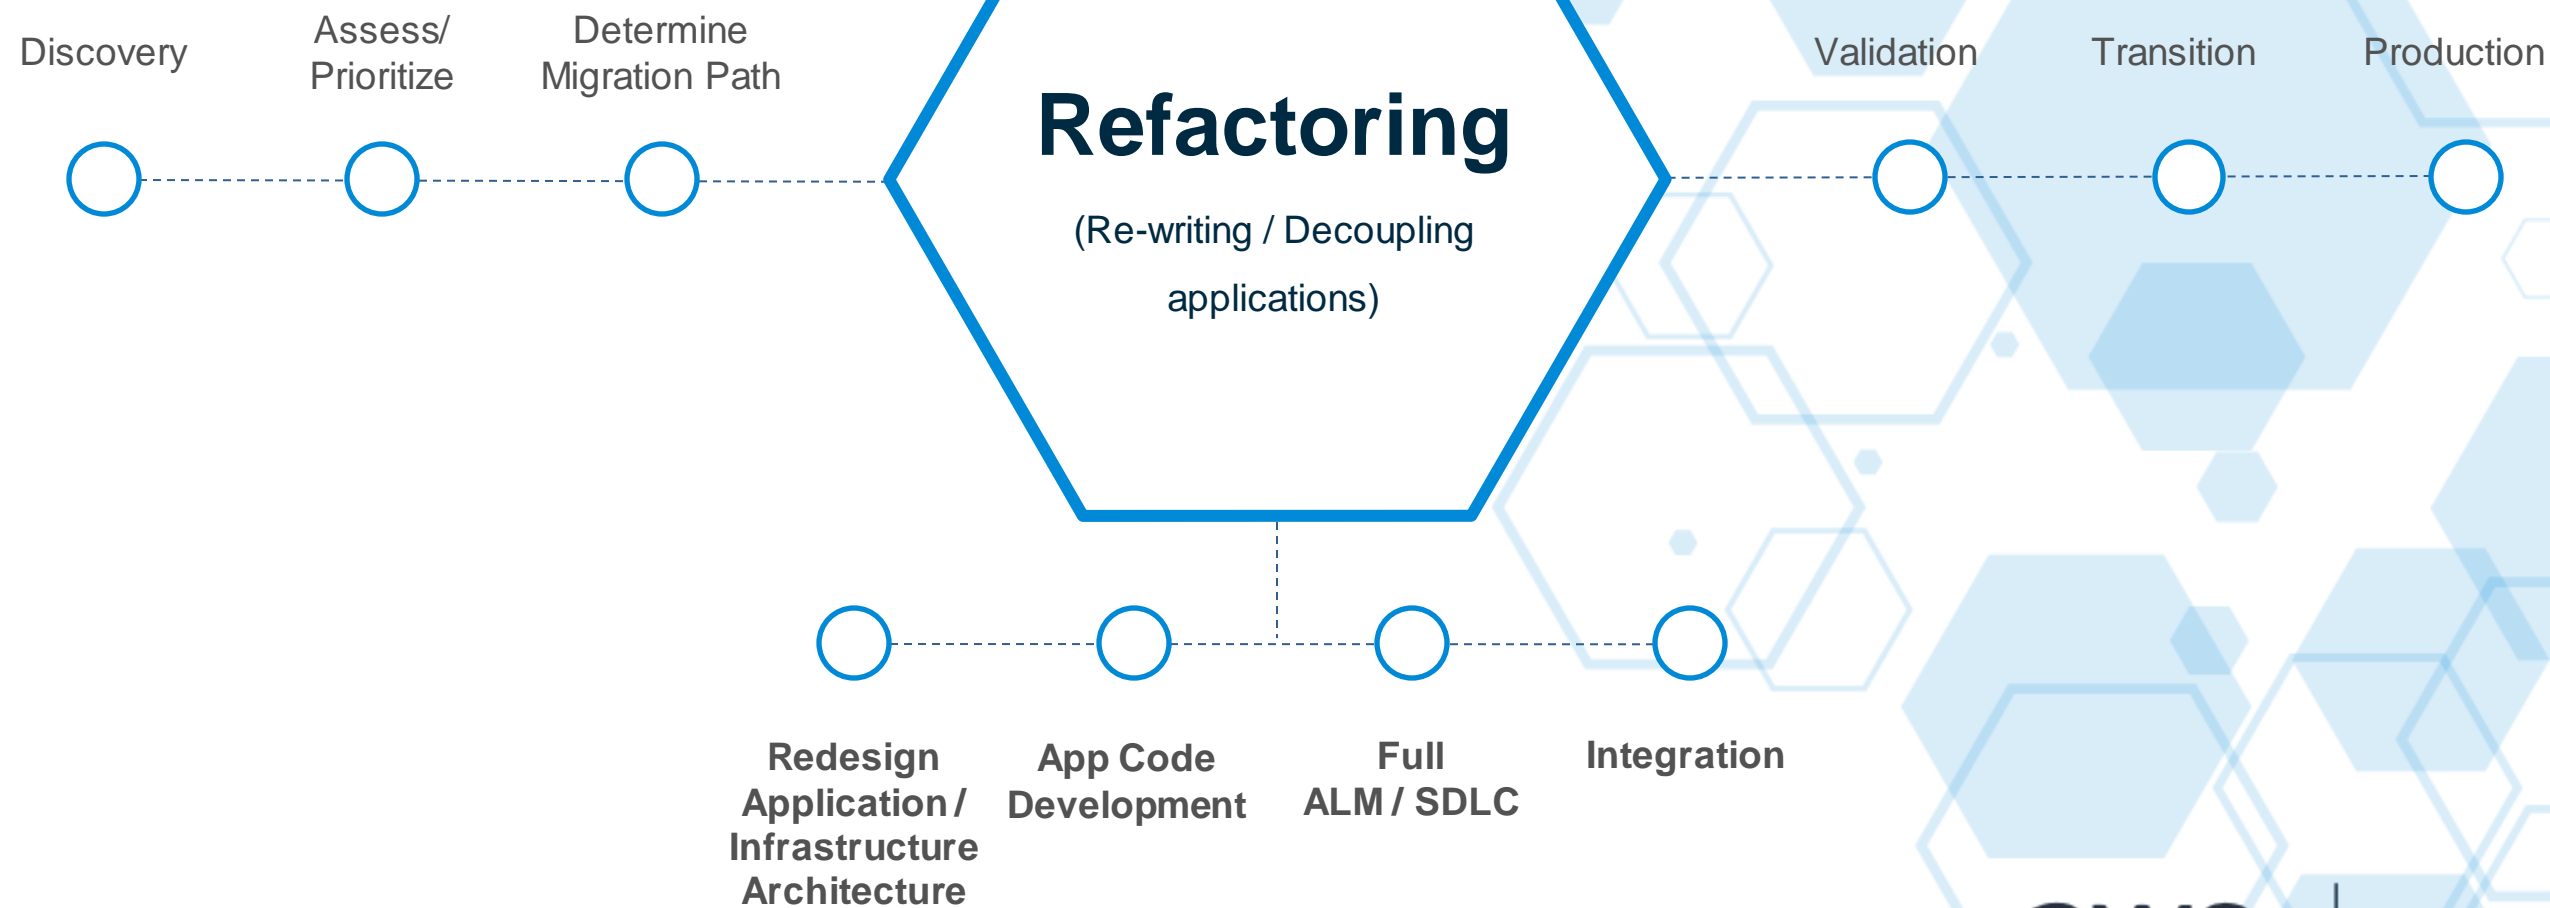 Discovery
Assess/
Prioritize
Determine
Migration Path
Refactoring
(Re-writing / Decoupling
applications)
Validation
Transition
Production
Redesign
Application /
Infrastructure
Architecture
App Code
Development
Full
ALM / SDLC
Integration